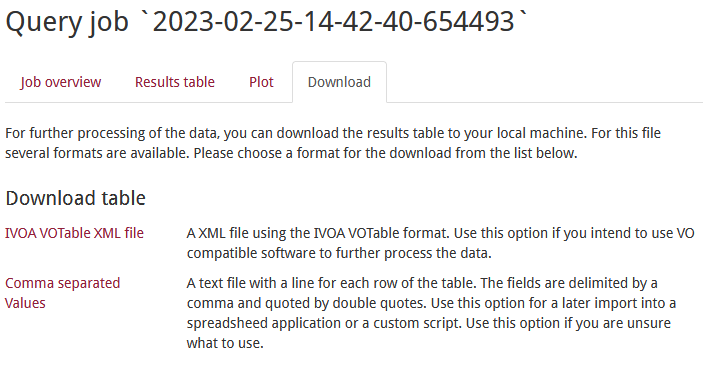 Query job `2023-02-25-14-42-40-654493`
Job overview Results table Plot Download
For further processing of the data, you can download the results table to your local machine. For this file
several formats are available. Please choose a format for the download from the list below.
Download table
IVOA VOTable XML file
A XML file using the IVOA VOTable format. Use this option if you intend to use VO
compatible software to further process the data.
Comma separated
Values
A text file with a line for each row of the table. The fields are delimited by a
comma and quoted by double quotes. Use this option for a later import into a
spreadsheed application or a custom script. Use this option if you are unsure
what to use.